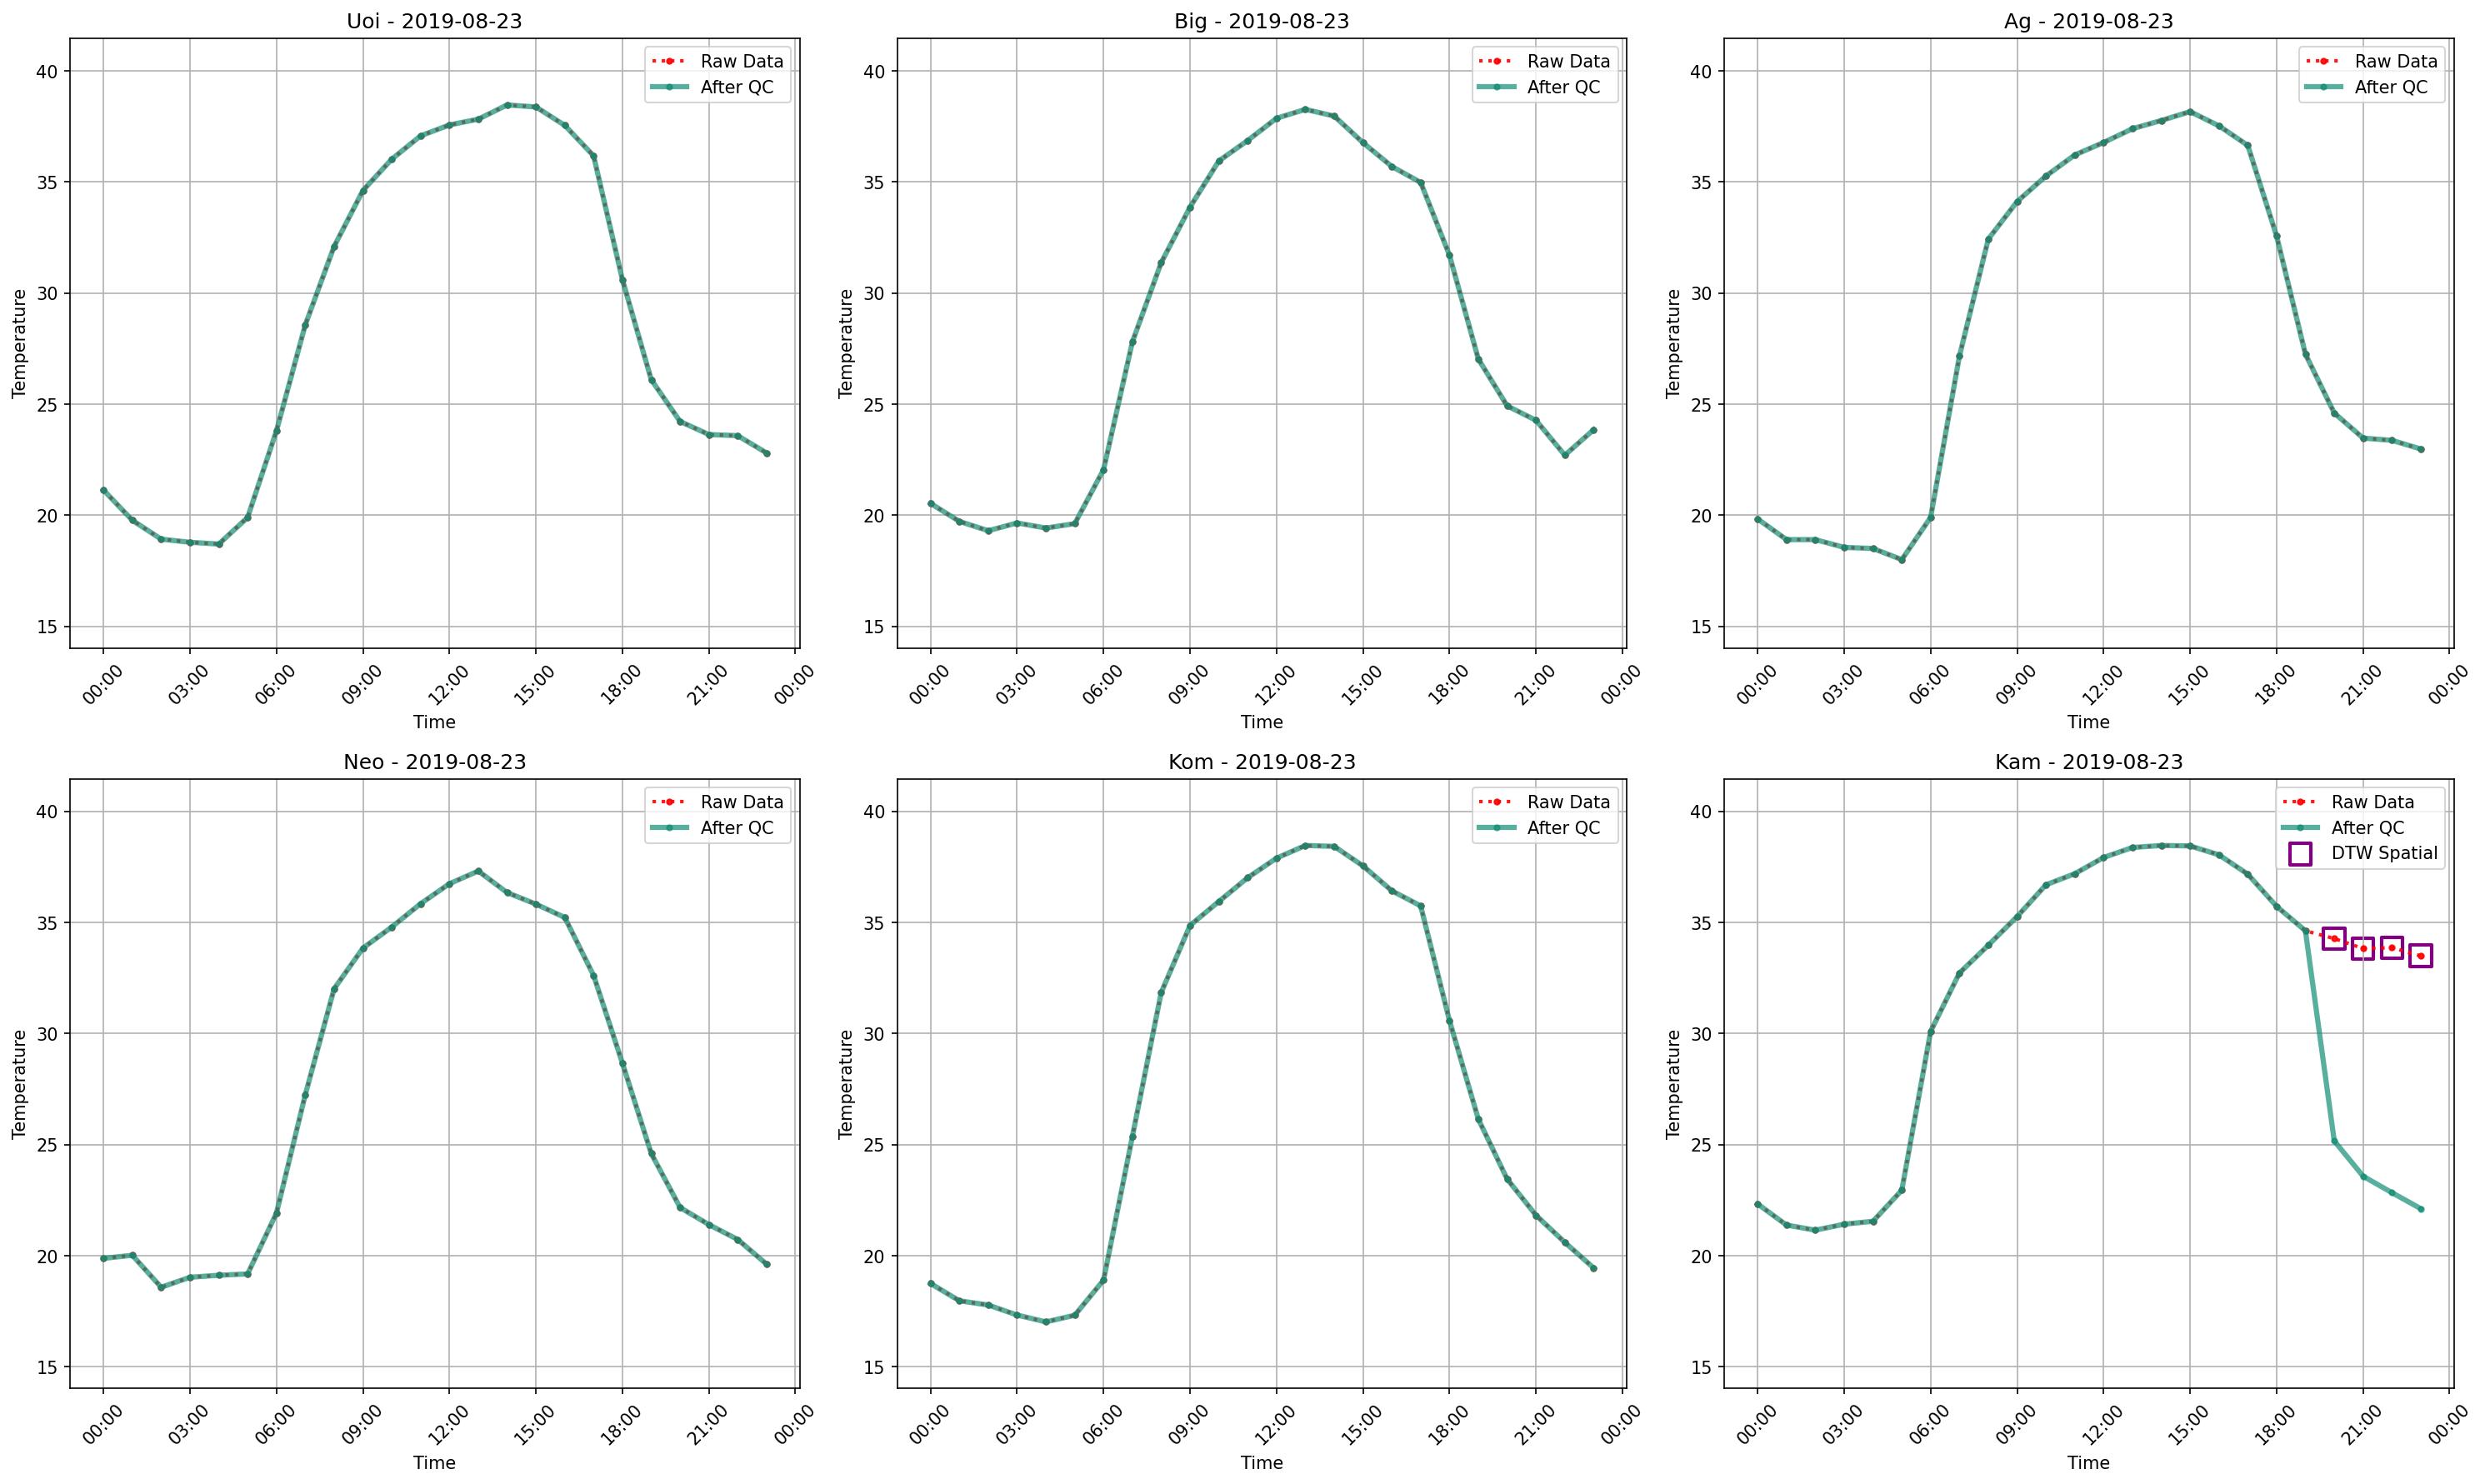 Uoi - 2019-08-23
40
35
30
25
20
15
Temperature
Raw Data
After QC
00:00
03:00
06:00
09:00
12:00
15:00
18:00
21:00
00:00
Time
Big - 2019-08-23
40
35
30
25
20
15
Temperature
Raw Data
After QC
00:00
03:00
06:00
09:00
12:00
15:00
18:00
21:00
00:00
Time
Ag - 2019-08-23
40
35
30
25
20
15
Temperature
Raw Data
After QC
00:00
03:00
06:00
09:00
12:00
15:00
18:00
21:00
00:00
Time
Neo - 2019-08-23
40
35
30
25
20
15
Temperature
Raw Data
After QC
00:00
03:00
06:00
09:00
12:00
15:00
18:00
21:00
00:00
Time
Kom - 2019-08-23
40
35
30
25
20
15
Temperature
Raw Data
After QC
00:00
03:00
06:00
09:00
12:00
15:00
18:00
21:00
00:00
Time
Kam - 2019-08-23
40
35
30
25
20
15
Temperature
Raw Data
After QC
DTW Spatial
00:00
03:00
06:00
09:00
12:00
15:00
18:00
21:00
00:00
Time